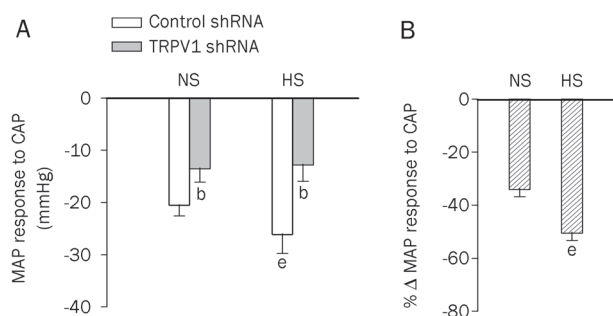 A
Control shRNA
TRPV1 shRNA
NS HS
0
-10
-20
-30
-40
MAP response to CAP
(mmHg)
b
b
e
B
NS HS
0
-20
-40
-60
-80
% Δ MAP response to CAP
e